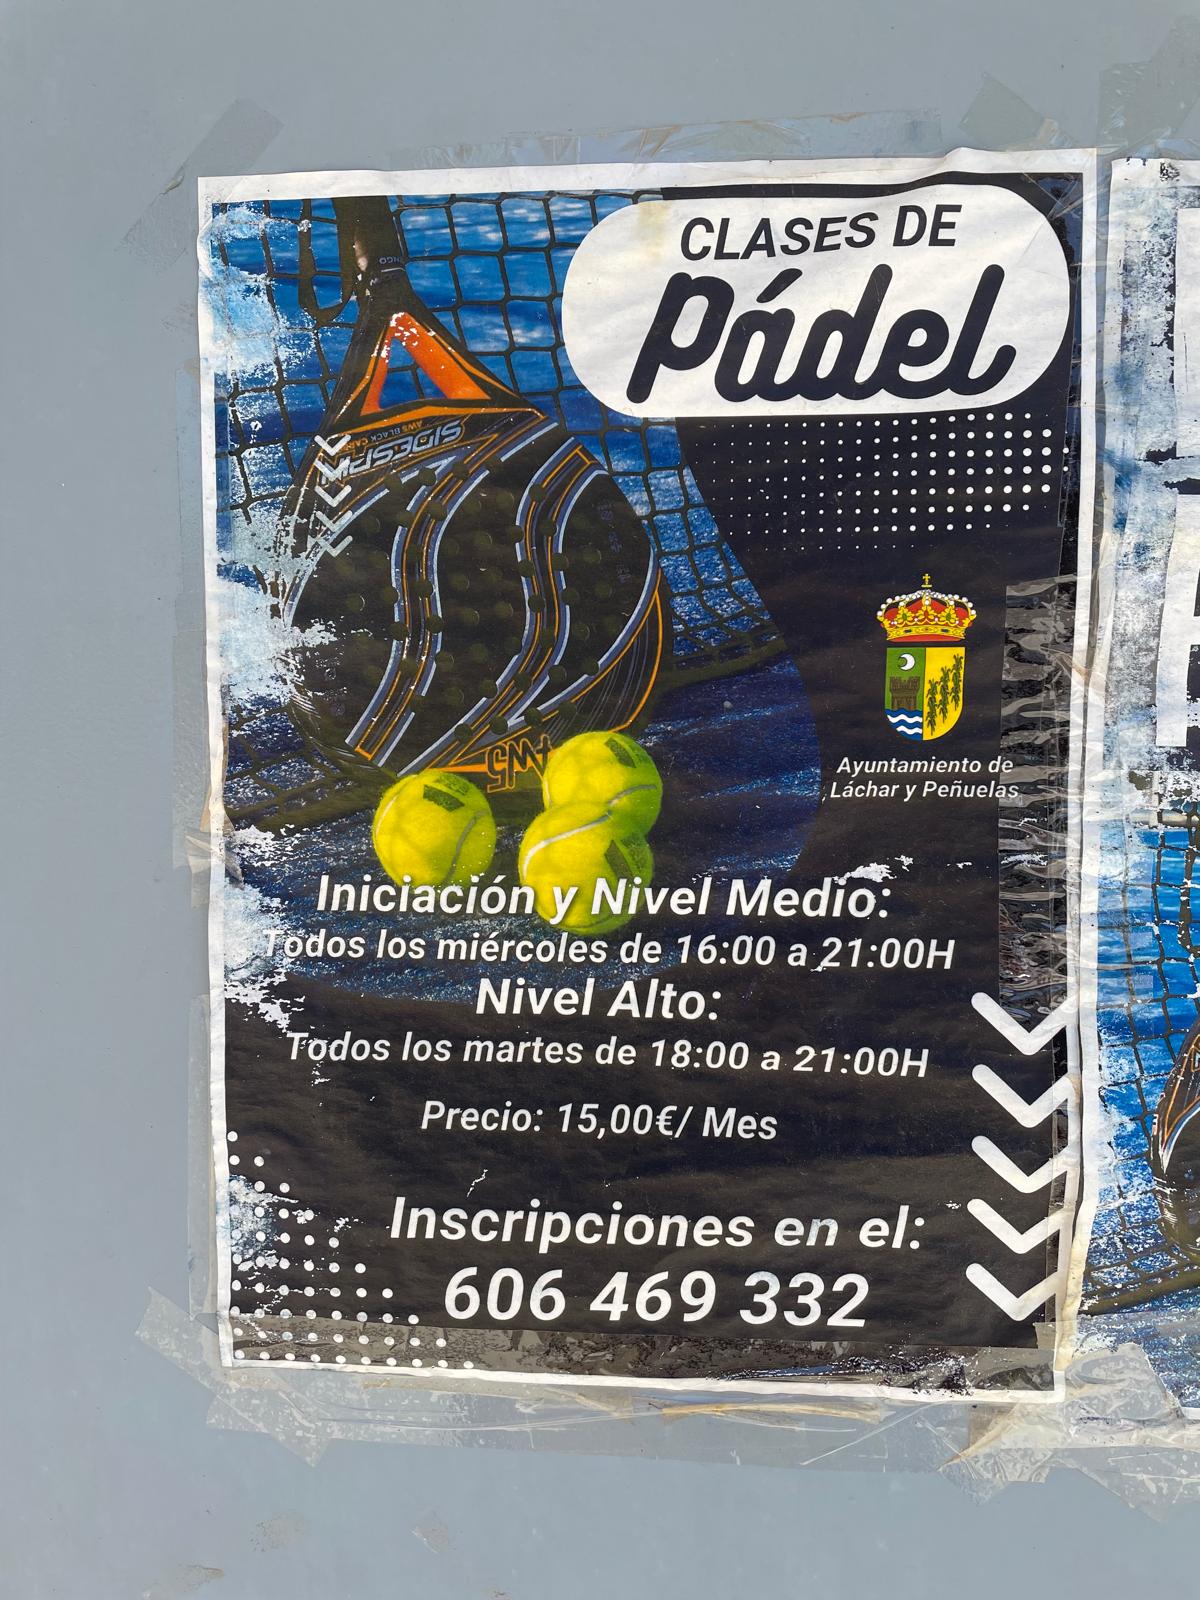 CLASES DE
Pádel
Ayuntamiento de
Láchar y Peñuelas
Iniciación y Nivel Medio:
Todos los miércoles de 16:00 a 21:00H
Nivel Alto:
Todos los martes de 18:00 a 21:00H
Precio: 15,00€/ Mes
Inscripciones en el:
606 469 332